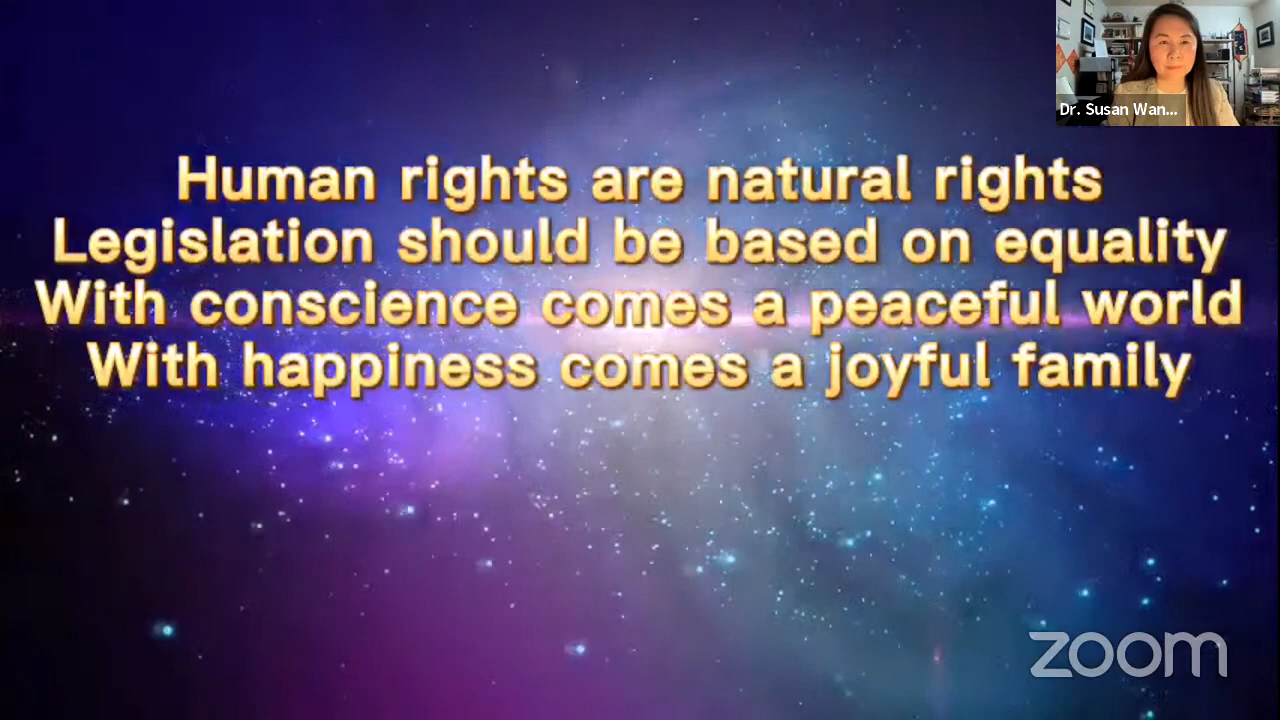 Dr. Susan Wan...
Human rights are natural rights
Legislation should be based on equality
With conscience comes a peaceful world
With happiness comes a joyful family
zoom